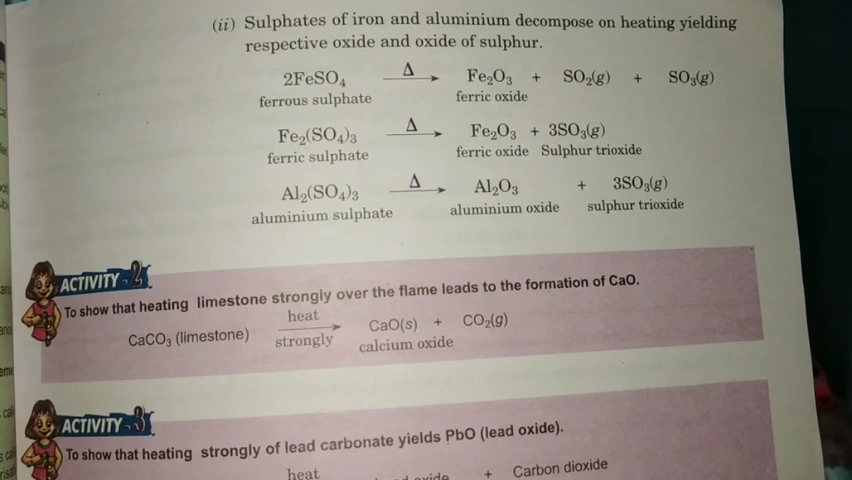 (ii) Sulphates of iron and aluminium decompose on heating yielding
respective oxide and oxide of sulphur.
2FeSO₄ Δ→ Fe₂O₃ + SO₂(g) + SO₃(g)
ferrous sulphate ferric oxide
Fe₂(SO₄)₃ Δ→ Fe₂O₃ + 3SO₃(g)
ferric sulphate ferric oxide Sulphur trioxide
Al₂(SO₄)₃ Δ→ Al₂O₃ + 3SO₃(g)
aluminium sulphate aluminium oxide sulphur trioxide
ACTIVITY - 2
To show that heating limestone strongly over the flame leads to the formation of CaO.
heat
CaCO₃ (limestone) → CaO(s) + CO₂(g)
strongly calcium oxide
ACTIVITY - 3
To show that heating strongly of lead carbonate yields PbO (lead oxide).
heat + Carbon dioxide